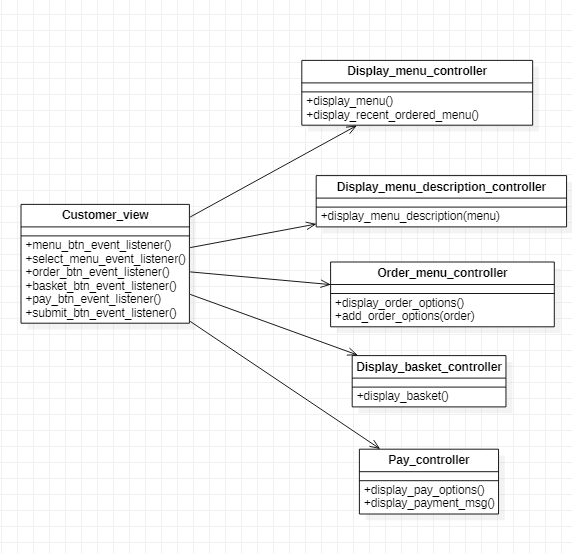 Display_menu_controller
+display_menu()
+display_recent_ordered_menu()
Display_menu_description_controller
+display_menu_description(menu)
Customer_view
+menu_btn_event_listener()
+select_menu_event_listener()
+order_btn_event_listener()
+basket_btn_event_listener()
+pay_btn_event_listener()
+submit_btn_event_listener()
Order_menu_controller
+display_order_options()
+add_order_options(order)
Display_basket_controller
+display_basket()
Pay_controller
+display_pay_options()
+display_payment_msg()